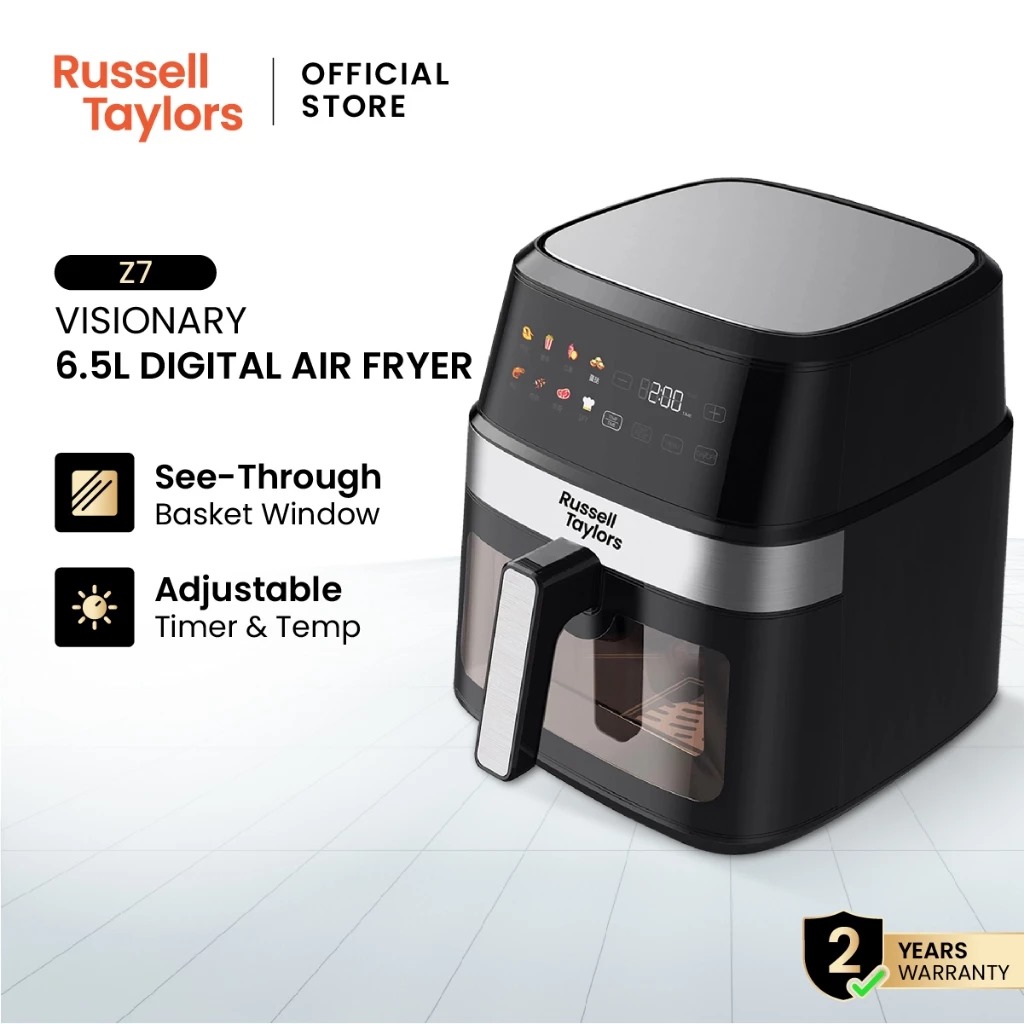 Russell
Taylors
OFFICIAL
STORE
Z7
VISIONARY
6.5L DIGITAL AIR FRYER
See-Through
Basket Window
Adjustable
Timer & Temp
2:00
Russell
Taylors
2
YEARS
WARRANTY